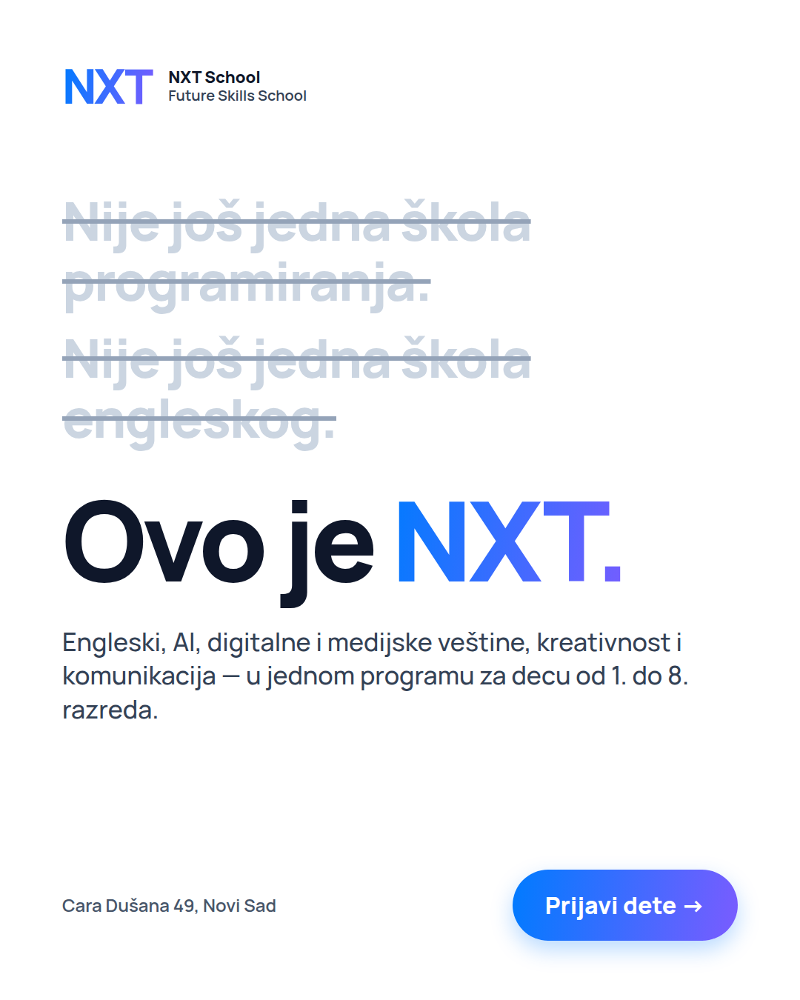 NXT
NXT School
Future Skills School
Nije još jedna škola
programiranja.
Nije još jedna škola
engleskog.
Ovo je NXT.
Engleski, AI, digitalne i medijske veštine, kreativnost i
komunikacija — u jednom programu za decu od 1. do 8.
razreda.
Cara Dušana 49, Novi Sad
Prijavi dete →